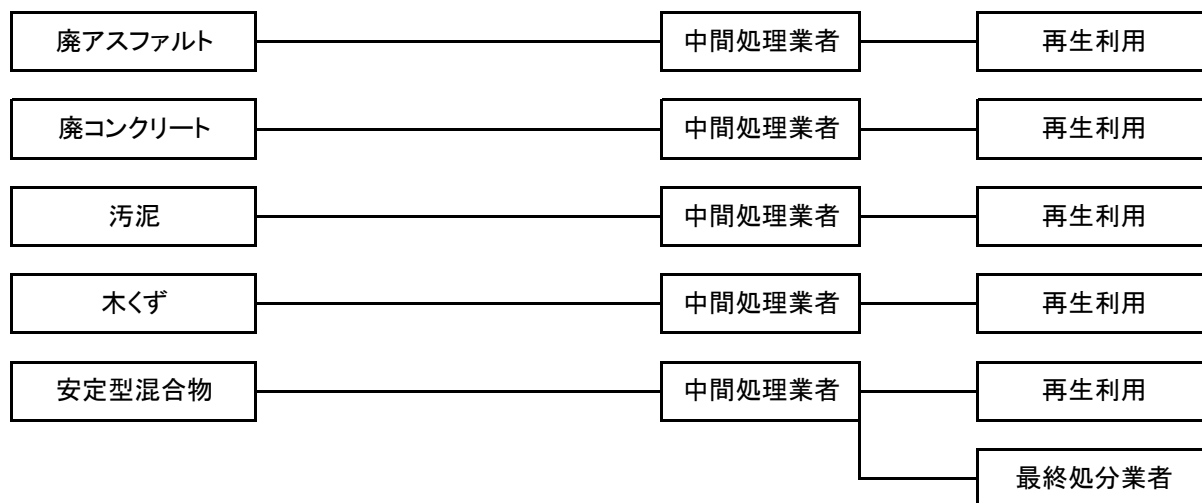 廃アスファルト 中間処理業者 再生利用
廃コンクリート 中間処理業者 再生利用
汚泥 中間処理業者 再生利用
木くず 中間処理業者 再生利用
安定型混合物 中間処理業者 再生利用
最終処分業者